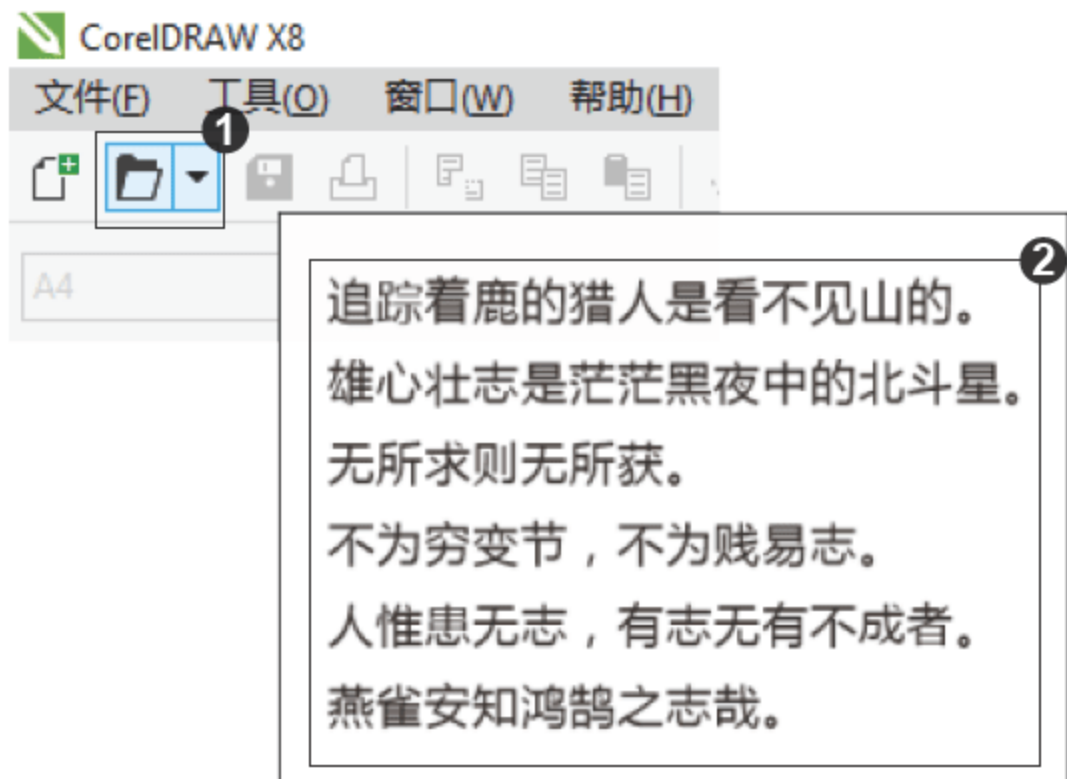 CorelDRAW X8
文件(F) 工具(O) 窗口(W) 帮助(H)
1
A4
2
追踪着鹿的猎人是看不见山的。
雄心壮志是茫茫黑夜中的北斗星。
无所求则无所获。
不为穷变节，不为贱易志。
人惟患无志，有志无有不成者。
燕雀安知鸿鹄之志哉。